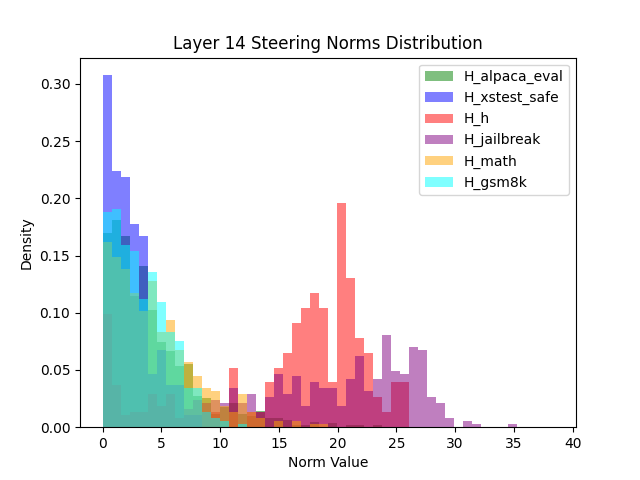 Layer 14 Steering Norms Distribution
0.30
0.25
0.20
0.15
0.10
0.05
0.00
Density
H_alpaca_eval
H_xstest_safe
H_h
H_jailbreak
H_math
H_gsm8k
0 5 10 15 20 25 30 35 40
Norm Value